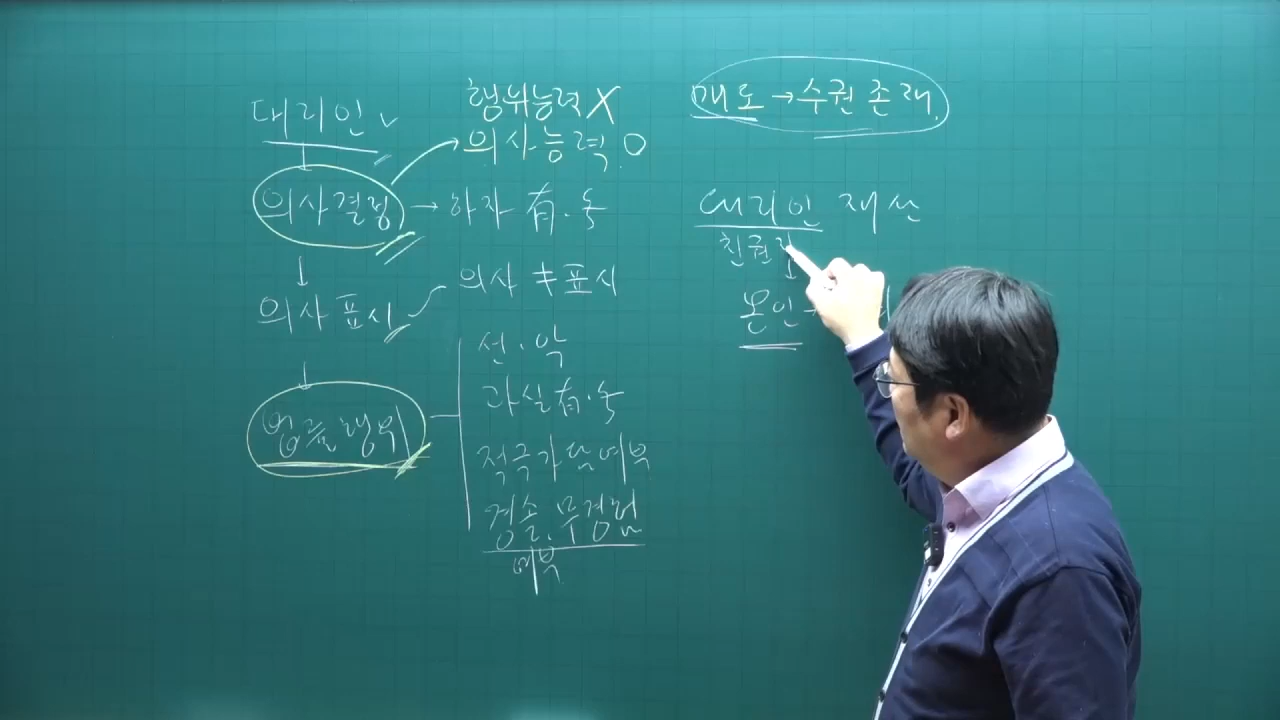 대리인
의사결정 → 하자 有·无
의사표시
법률행위
행위능력 X
의사능력 O
의사 ≠ 표시
선·악
과실 有·无
적극가담여부
경솔.무경험
여부
매도 → 수권존재.
대리인 재산
친권자
본인